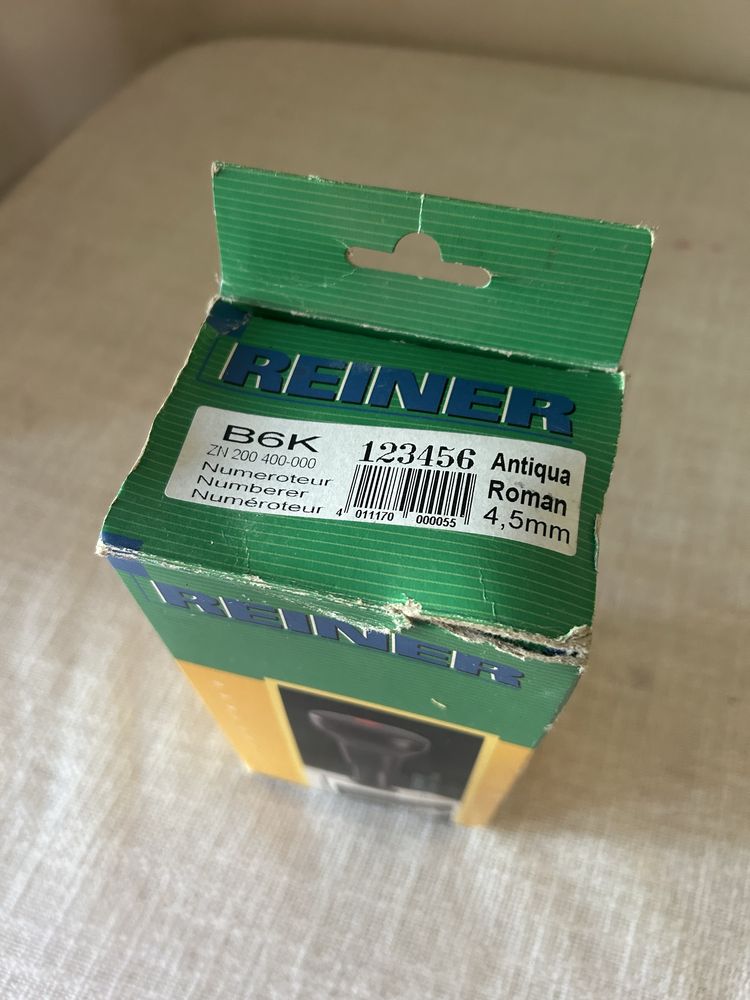 REINER
B6K
ZN 200 400-000
Numeroteur
Numberer
Numéroteur
123456
4 011170 000055
Antiqua
Roman
4,5mm
REINER